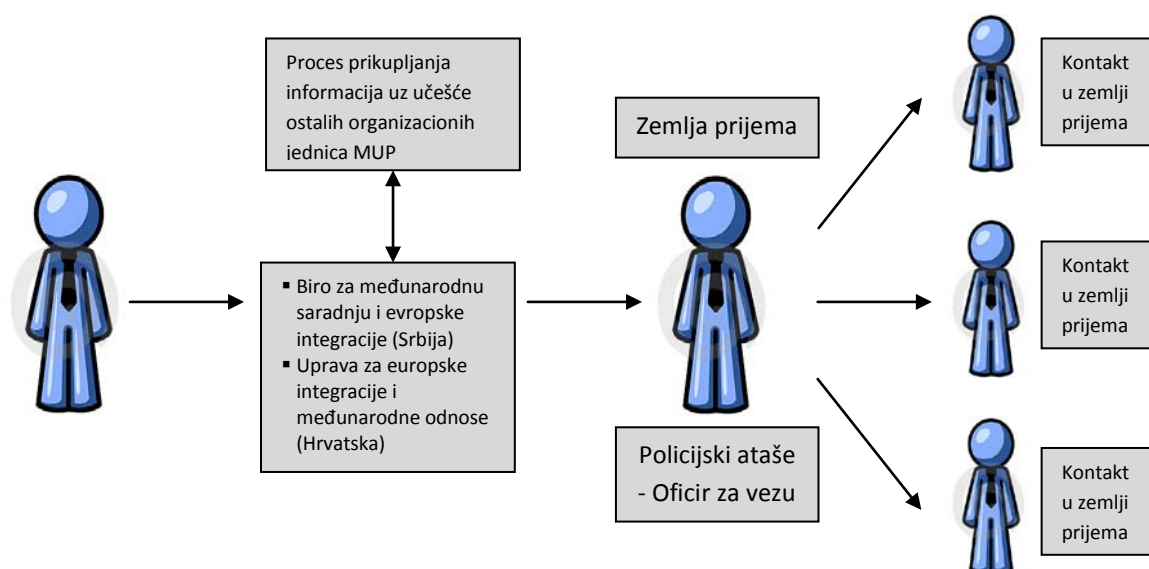 Proces prikupljanja
informacija uz učešće
ostalih organizacionih
jednica MUP
▪ Biro za međunarodnu
saradnju i evropske
integracije (Srbija)
▪ Uprava za europske
integracije i
međunarodne odnose
(Hrvatska)
Zemlja prijema
Policijski ataše
- Oficir za vezu
Kontakt
u zemlji
prijema
Kontakt
u zemlji
prijema
Kontakt
u zemlji
prijema